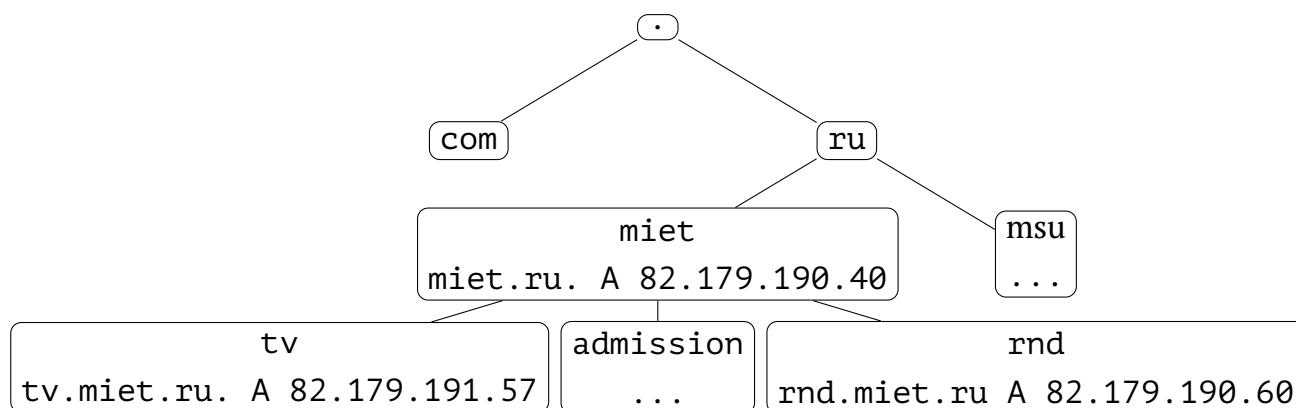 .
com
ru
miet
miet.ru. A 82.179.190.40
msu
...
tv
tv.miet.ru. A 82.179.191.57
admission
...
rnd
rnd.miet.ru A 82.179.190.60